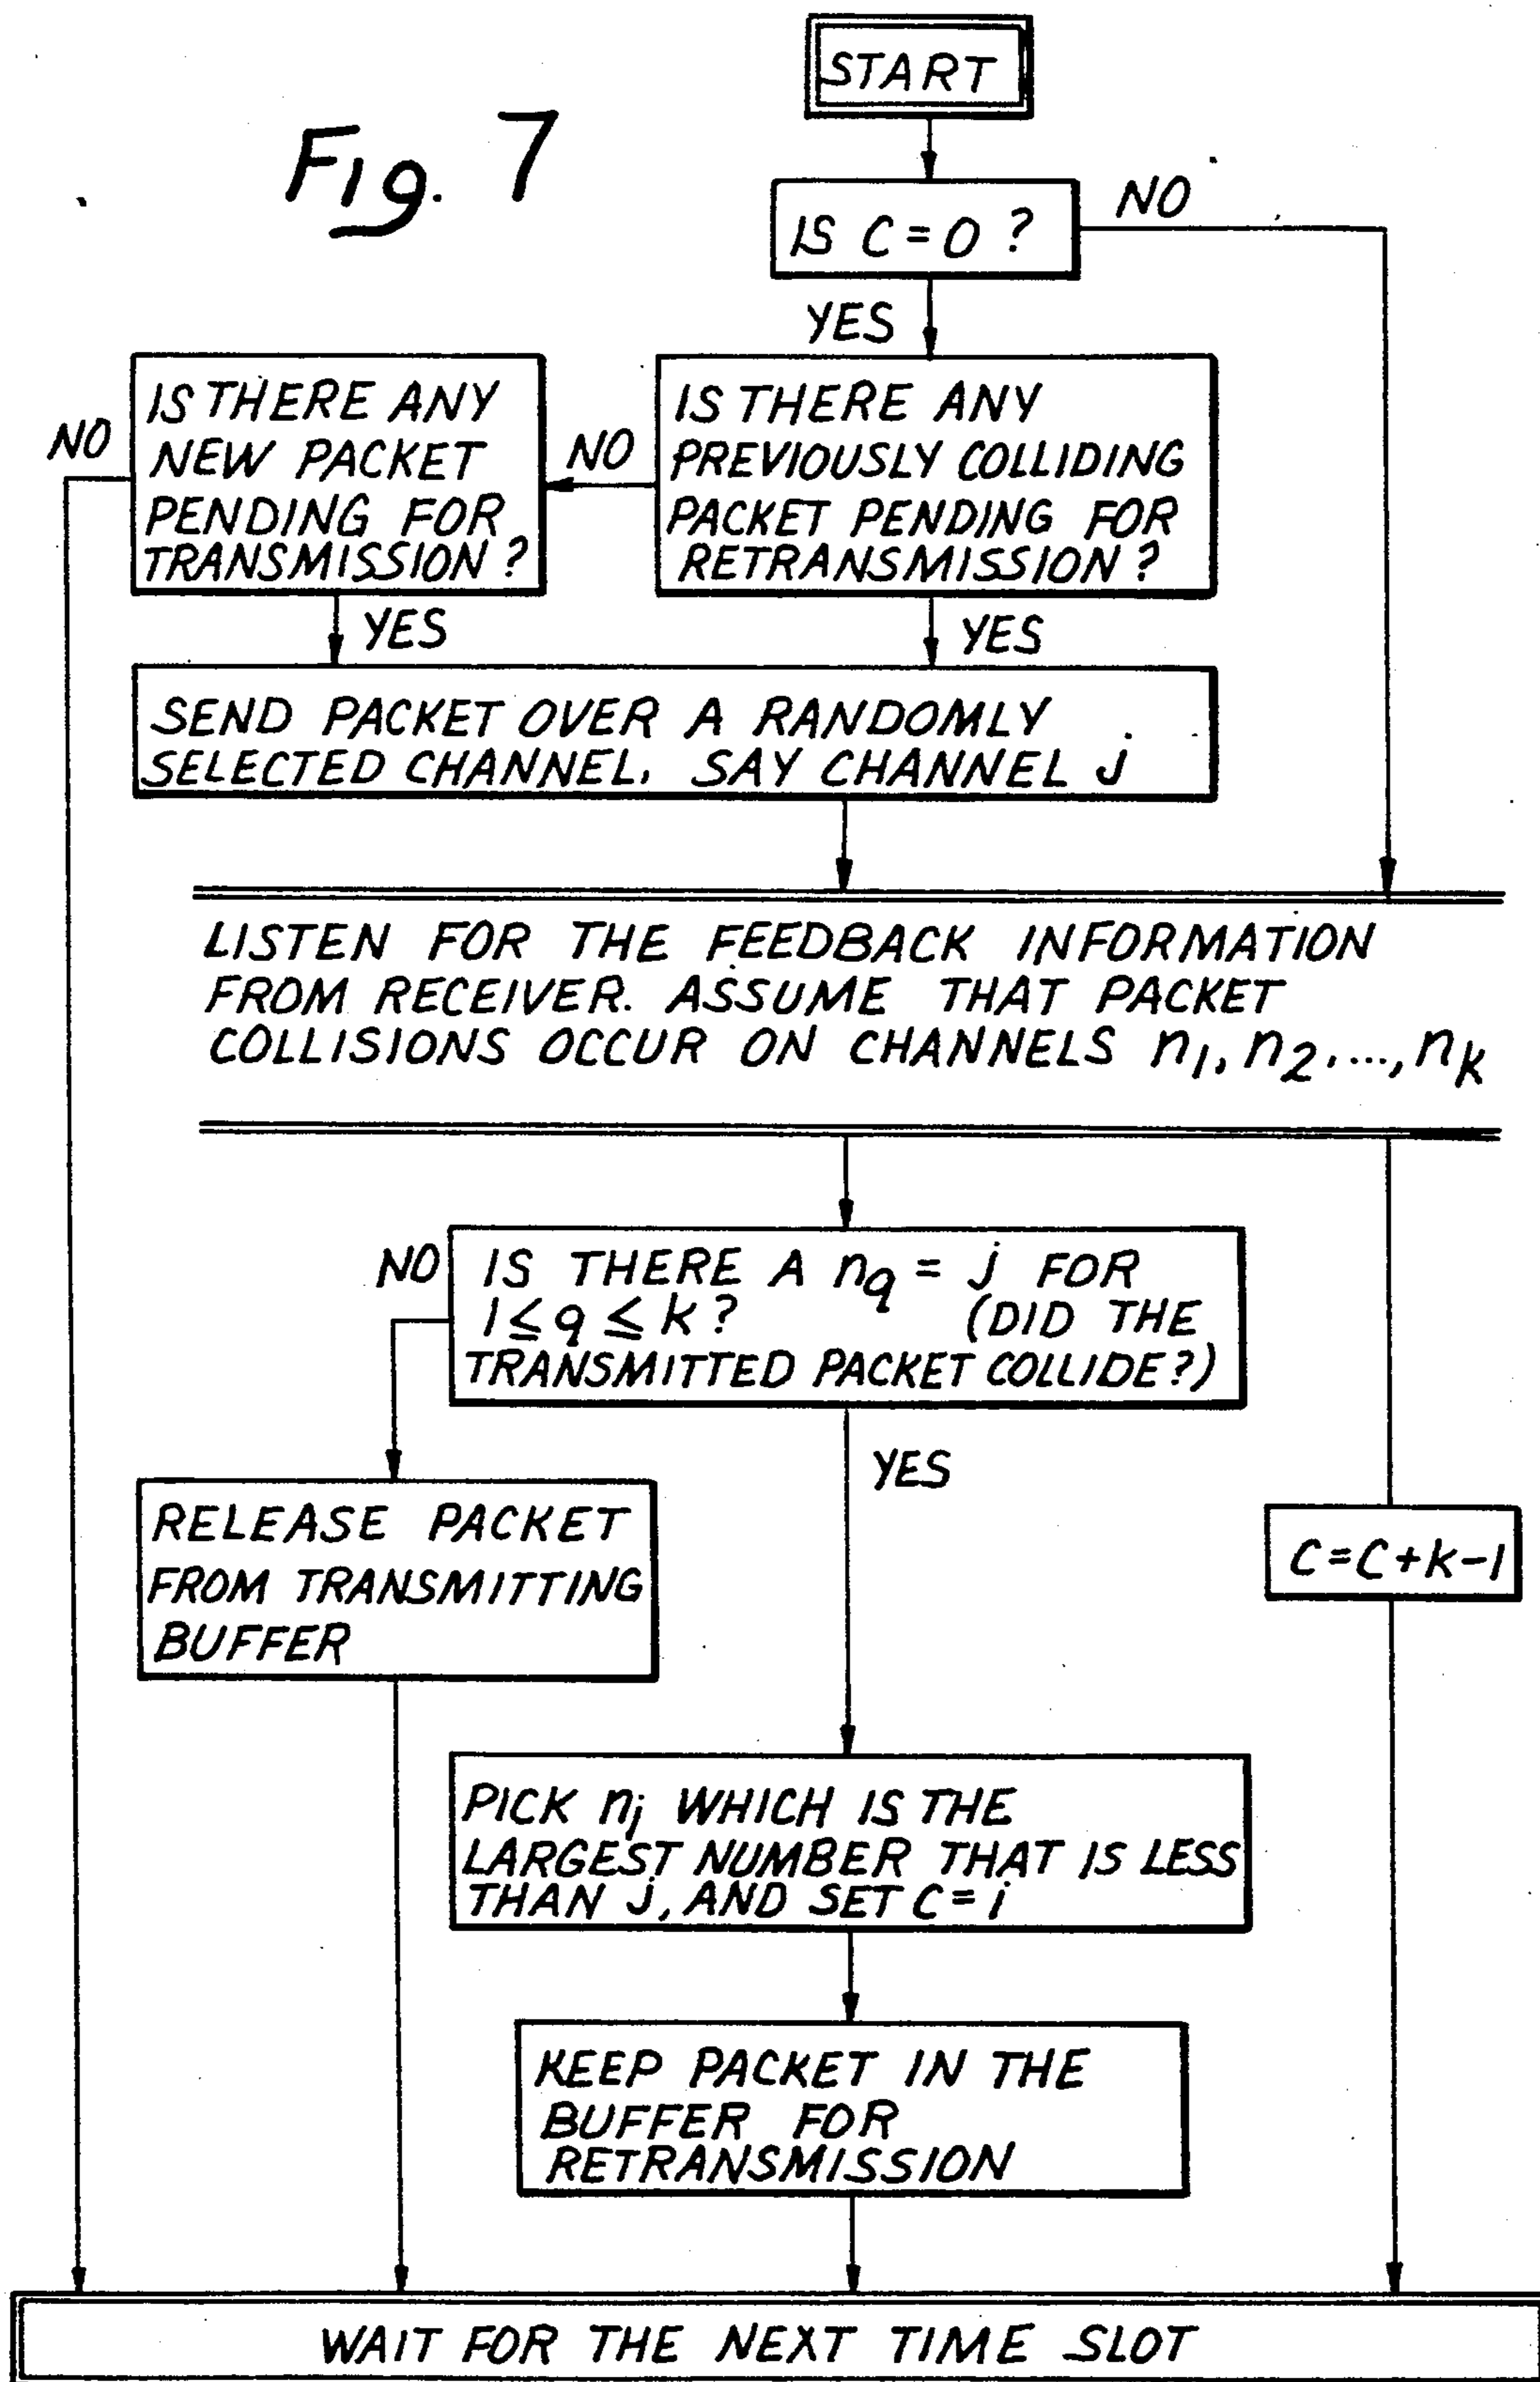 START
Fig. 7
IS C = 0 ?
NO
YES
IS THERE ANY
NEW PACKET
PENDING FOR
TRANSMISSION ?
NO
NO
IS THERE ANY
PREVIOUSLY COLLIDING
PACKET PENDING FOR
RETRANSMISSION ?
YES
YES
SEND PACKET OVER A RANDOMLY
SELECTED CHANNEL. SAY CHANNEL j
LISTEN FOR THE FEEDBACK INFORMATION
FROM RECEIVER. ASSUME THAT PACKET
COLLISIONS OCCUR ON CHANNELS n₁, n₂, ..., nₖ
NO
IS THERE A n_q = j FOR
1 ≤ q ≤ k ? (DID THE
TRANSMITTED PACKET COLLIDE?)
YES
RELEASE PACKET
FROM TRANSMITTING
BUFFER
C = C + k - 1
PICK n_i WHICH IS THE
LARGEST NUMBER THAT IS LESS
THAN j, AND SET C = i
KEEP PACKET IN THE
BUFFER FOR
RETRANSMISSION
WAIT FOR THE NEXT TIME SLOT